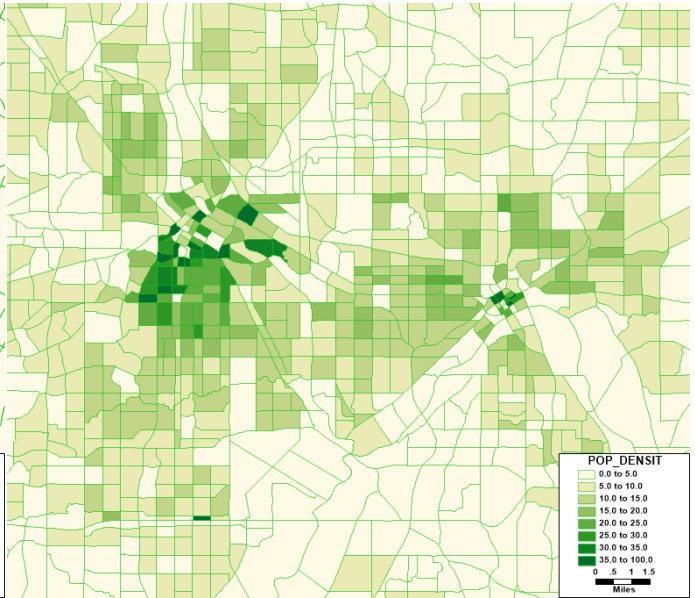 POP_DENSIT
0.0 to 5.0
5.0 to 10.0
10.0 to 15.0
15.0 to 20.0
20.0 to 25.0
25.0 to 30.0
30.0 to 35.0
35.0 to 100.0
0 .5 1 1.5
Miles